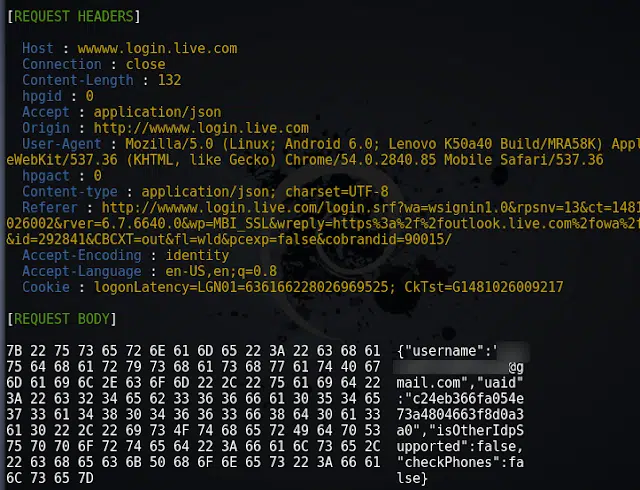 [REQUEST HEADERS]
Host : wwwww.login.live.com
Connection : close
Content-Length : 132
hpgid : 0
Accept : application/json
Origin : http://wwwww.login.live.com
User-Agent : Mozilla/5.0 (Linux; Android 6.0; Lenovo K50a40 Build/MRA58K) Appl
eWebKit/537.36 (KHTML, like Gecko) Chrome/54.0.2840.85 Mobile Safari/537.36
hpgact : 0
Content-type : application/json; charset=UTF-8
Referer : http://wwwww.login.live.com/login.srf?wa=wsignin1.0&rpsnv=13&ct=1481
026002&rver=6.7.6640.0&wp=MBI_SSL&wreply=https%3a%2f%2foutlook.live.com%2fowa%2f
&id=292841&CBCXT=out&fl=wld&pcexp=false&cobrandid=90015/
Accept-Encoding : identity
Accept-Language : en-US,en;q=0.8
Cookie : logonLatency=LGN01=636166228026969525; CkTst=G1481026009217
[REQUEST BODY]
7B 22 75 73 65 72 6E 61 6D 65 22 3A 22 63 68 61 {"username":"
75 64 68 61 72 79 73 68 61 73 68 77 61 74 40 67 @g
6D 61 69 6C 2E 63 6F 6D 22 2C 22 75 61 69 64 22 mail.com","uaid"
3A 22 63 32 34 65 62 33 36 36 66 61 30 35 34 65 :"c24eb366fa054e
37 33 61 34 38 30 34 36 36 33 66 38 64 30 61 33 73a4804663f8d0a3
61 30 22 2C 22 69 73 4F 74 68 65 72 49 64 70 53 a0","isOtherIdpS
75 70 70 6F 72 74 65 64 22 3A 66 61 6C 73 65 2C upported":false,
22 63 68 65 63 6B 50 68 6F 6E 65 73 22 3A 66 61 "checkPhones":fa
6C 73 65 7D lse}